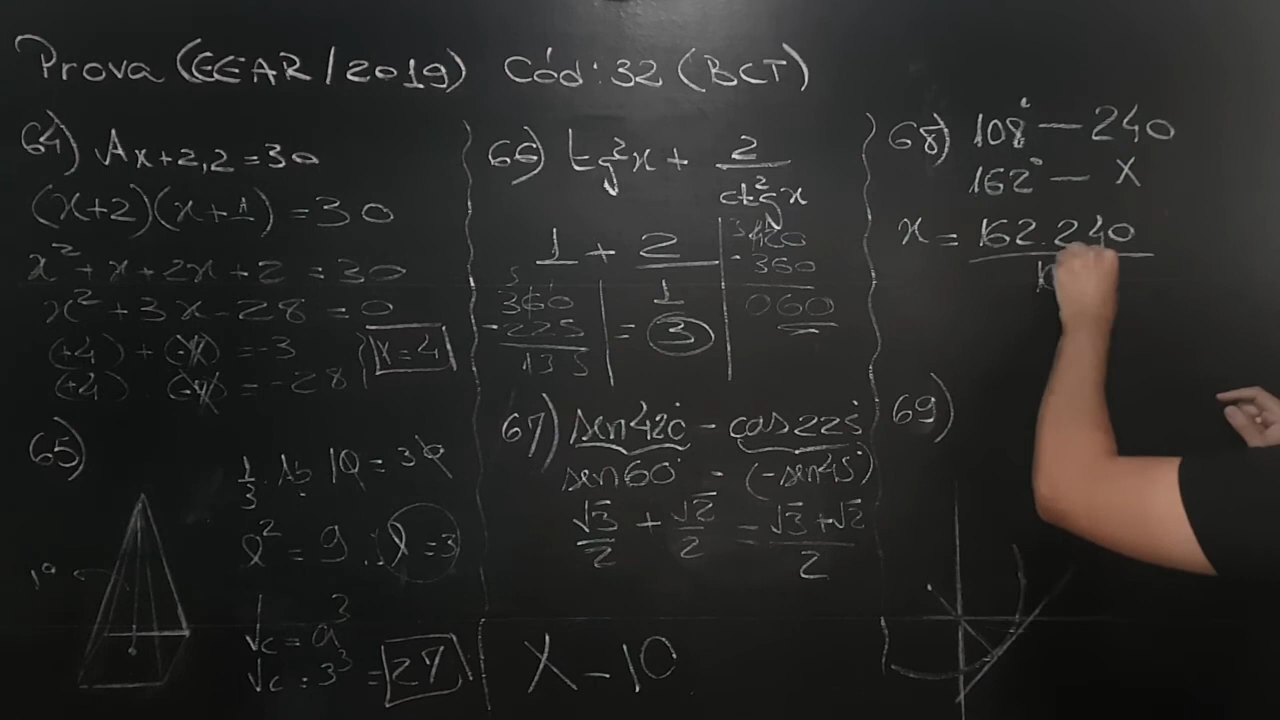 Prova (EEAR/2019) Cód: 32 (BCT)
64) Ax+2,2 = 30
(x+2)(x+1) = 30
x² + x + 2x + 2 = 30
x² + 3x - 28 = 0
(+4) + (-7) = -3
(+4) . (-7) = -28
x = 4
65)
1/3 . Ab . 10 = 30
l² = 9 ∴ l = 3
Vc = a³
Vc = 3³ = 27
66) tg²x + 2/ctg²x
1 + 2/1
= 3
360
-225
135
420
-360
060
67) sen420° - cos225°
sen60° - (-sen45°)
√3/2 + √2/2 = √3+√2/2
X - 10
68) 108° — 240
162° — X
x = 162.240
69)